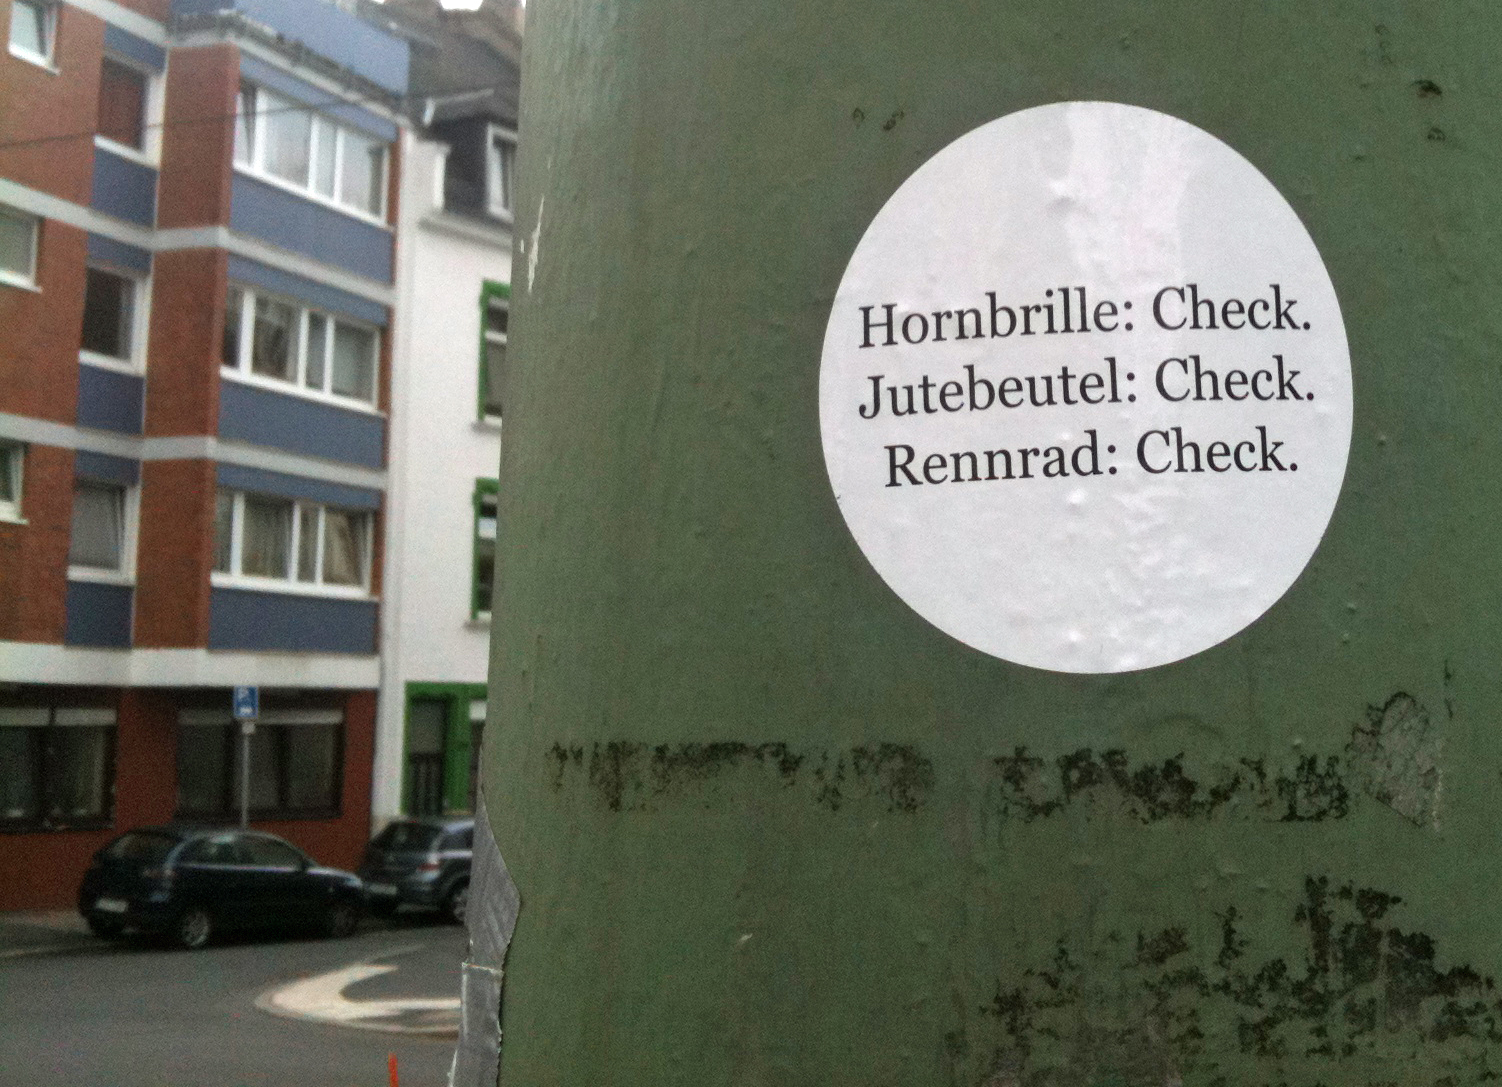 Hornbrille: Check.
Jutebeutel: Check.
Rennrad: Check.
P